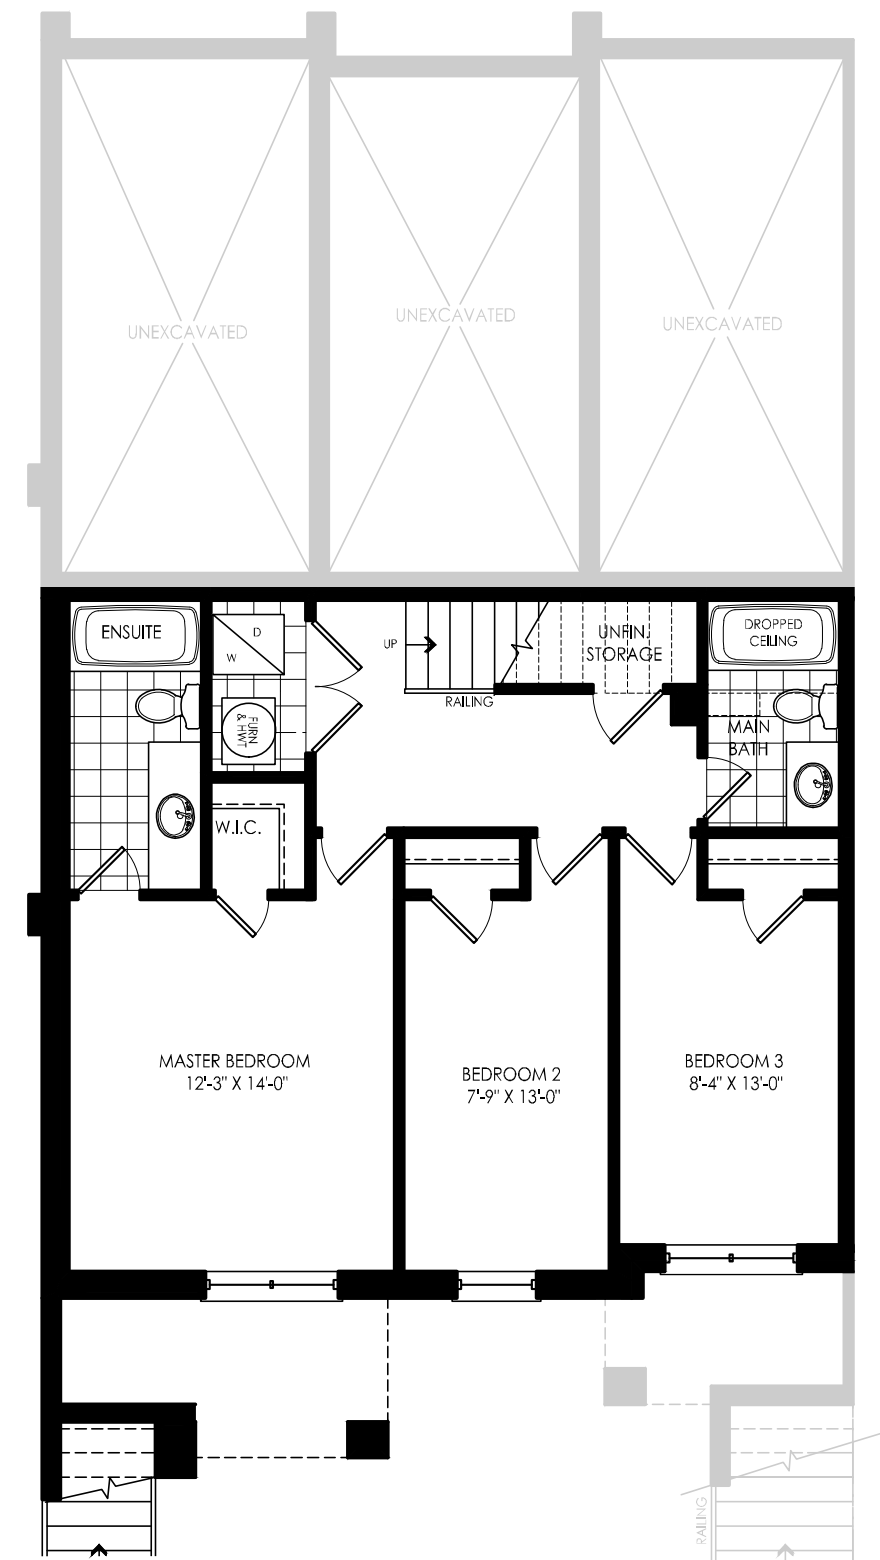 UNEXCAVATED
UNEXCAVATED
UNEXCAVATED
ENSUITE
D
W
FURN
& HWT
UP
RAILING
UNFIN.
STORAGE
DROPPED
CEILING
MAIN
BATH
W.I.C.
MASTER BEDROOM
12'-3" X 14'-0"
BEDROOM 2
7'-9" X 13'-0"
BEDROOM 3
8'-4" X 13'-0"
RAILING